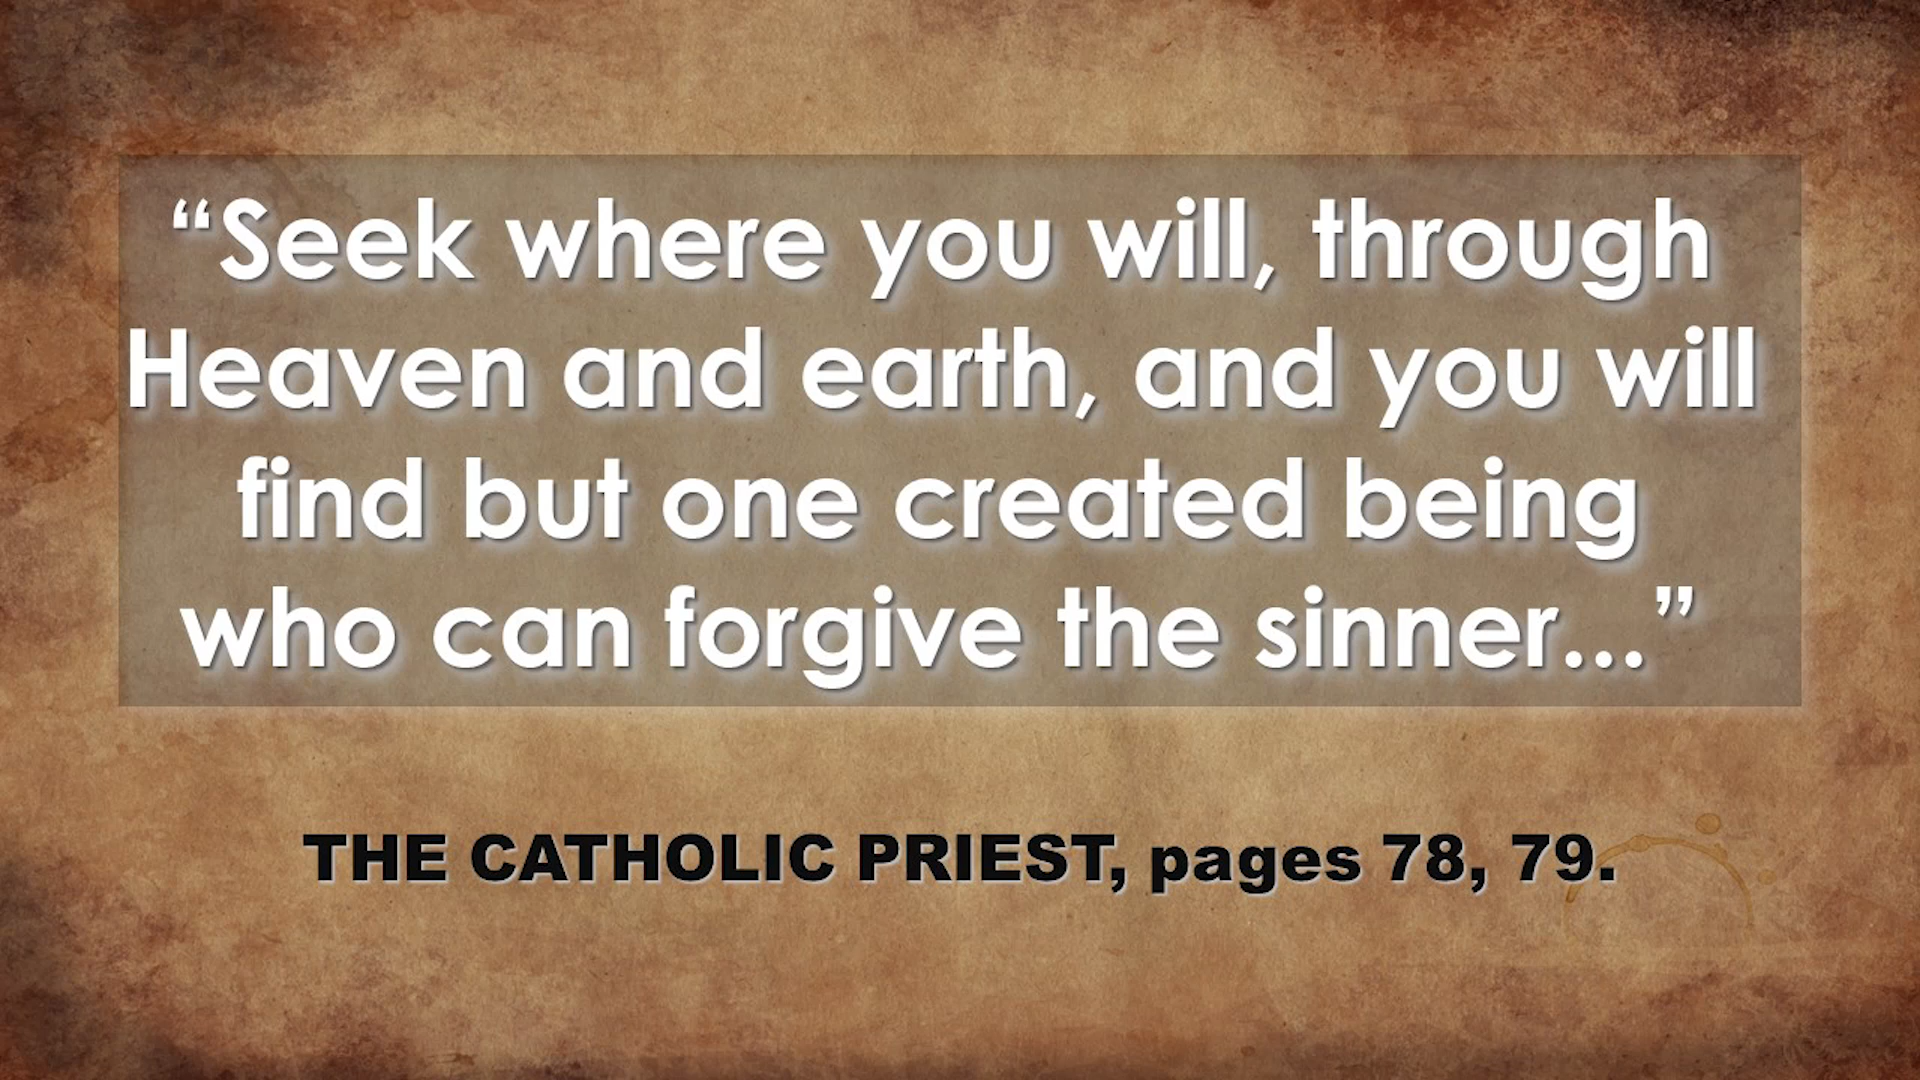 “Seek where you will, through
Heaven and earth, and you will
find but one created being
who can forgive the sinner...”
THE CATHOLIC PRIEST, pages 78, 79.